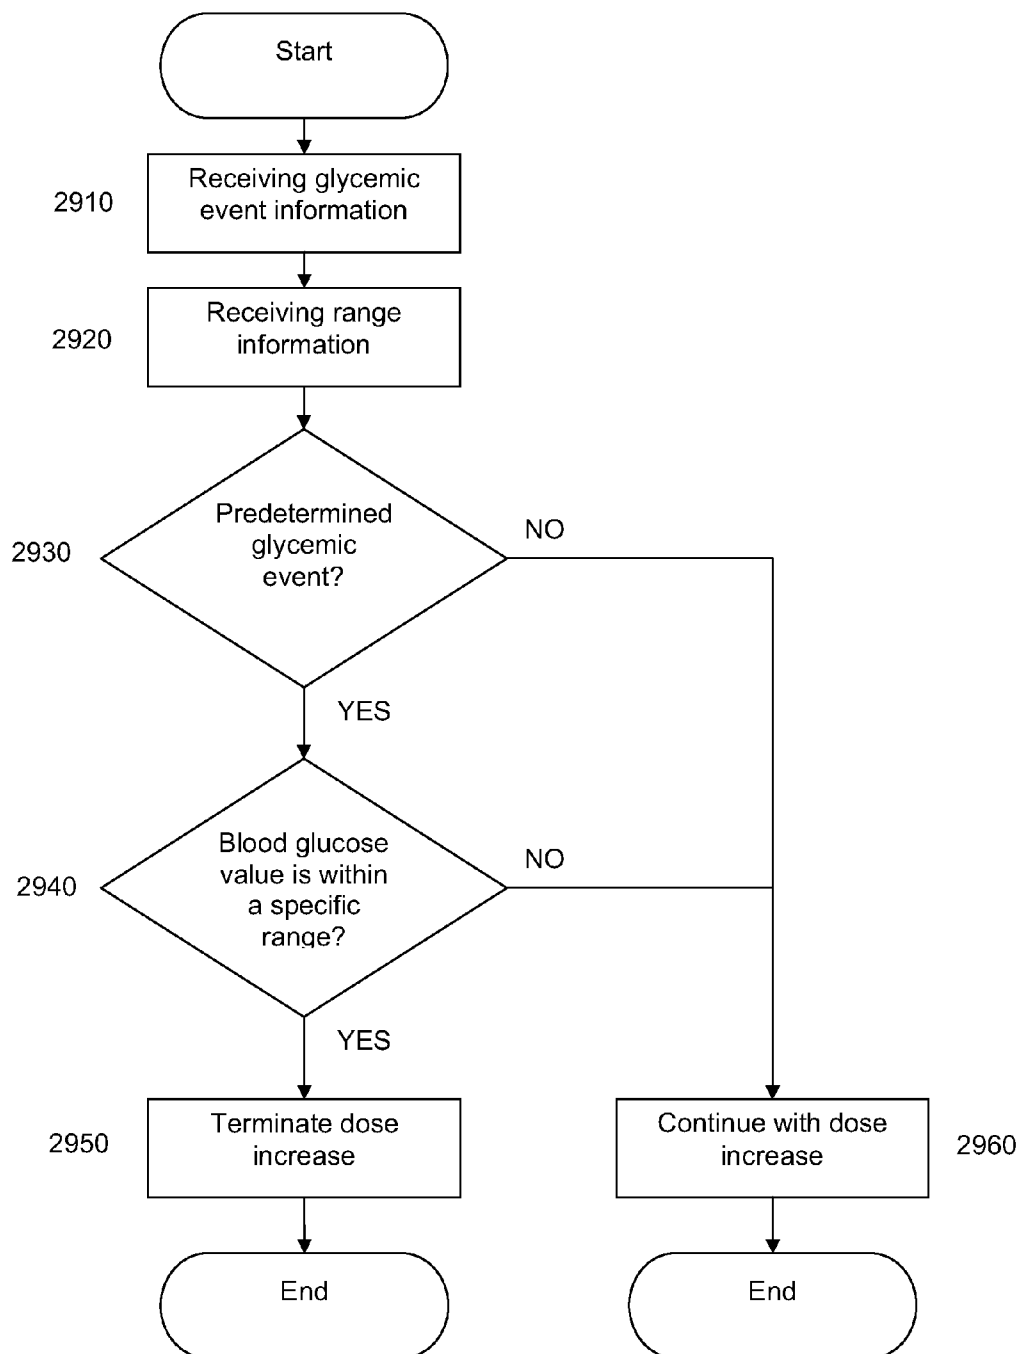 Start
2910
Receiving glycemic
event information
2920
Receiving range
information
2930
Predetermined
glycemic
event?
NO
YES
2940
Blood glucose
value is within
a specific
range?
NO
YES
2950
Terminate dose
increase
Continue with dose
increase
2960
End
End